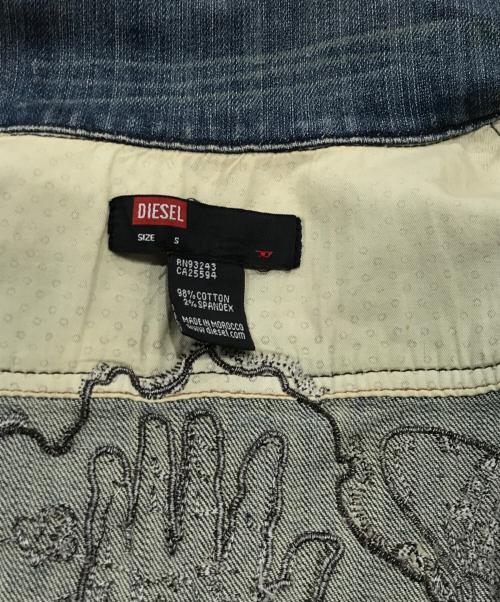 DIESEL
SIZE S
RN93243
CA25594
98% COTTON
2% SPANDEX
MADE IN MOROCCO
www.diesel.com